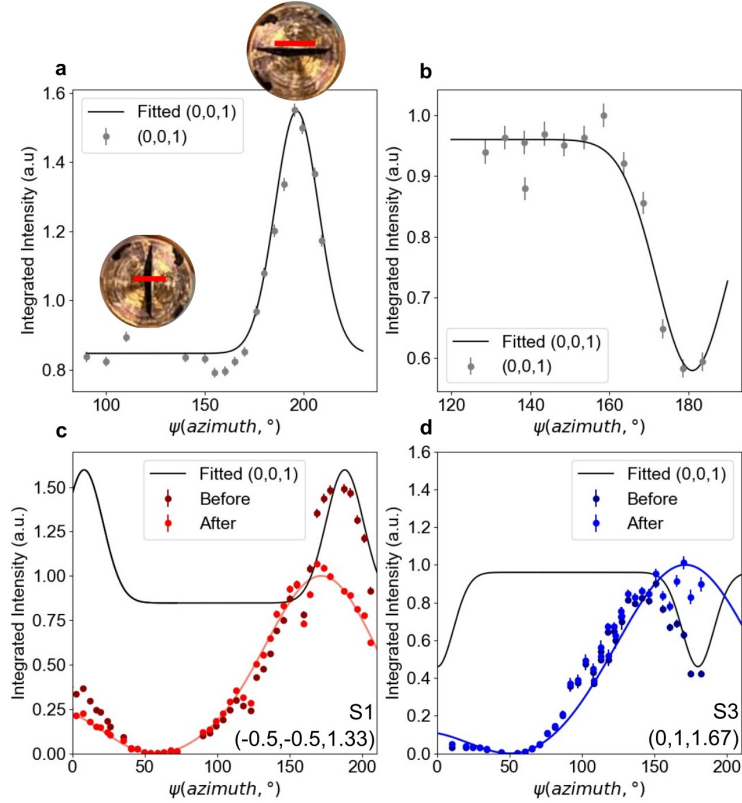 a
1.6
Fitted (0,0,1)
(0,0,1)
1.4
1.2
1.0
0.8
Integrated Intensity (a.u)
100
150
200
ψ(azimuth, °)
b
1.0
0.9
0.8
0.7
0.6
Integrated Intensity (a.u)
Fitted (0,0,1)
(0,0,1)
120
140
160
180
ψ(azimuth, °)
c
1.50
1.25
1.00
0.75
0.50
0.25
0.00
Integrated Intensity (a.u.)
Fitted (0,0,1)
Before
After
S1
(-0.5,-0.5,1.33)
0
50
100
150
200
ψ(azimuth, °)
d
1.6
1.4
1.2
1.0
0.8
0.6
0.4
0.2
0.0
Integrated Intensity (a.u.)
Fitted (0,0,1)
Before
After
S3
(0,1,1.67)
0
50
100
150
200
ψ(azimuth, °)